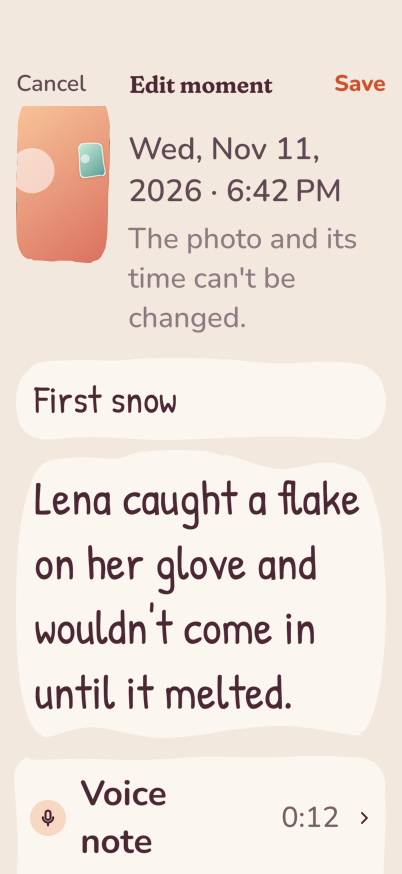 Cancel Edit moment Save
Wed, Nov 11,
2026 · 6:42 PM
The photo and its
time can't be
changed.
First snow
Lena caught a flake
on her glove and
wouldn't come in
until it melted.
Voice
note
0:12